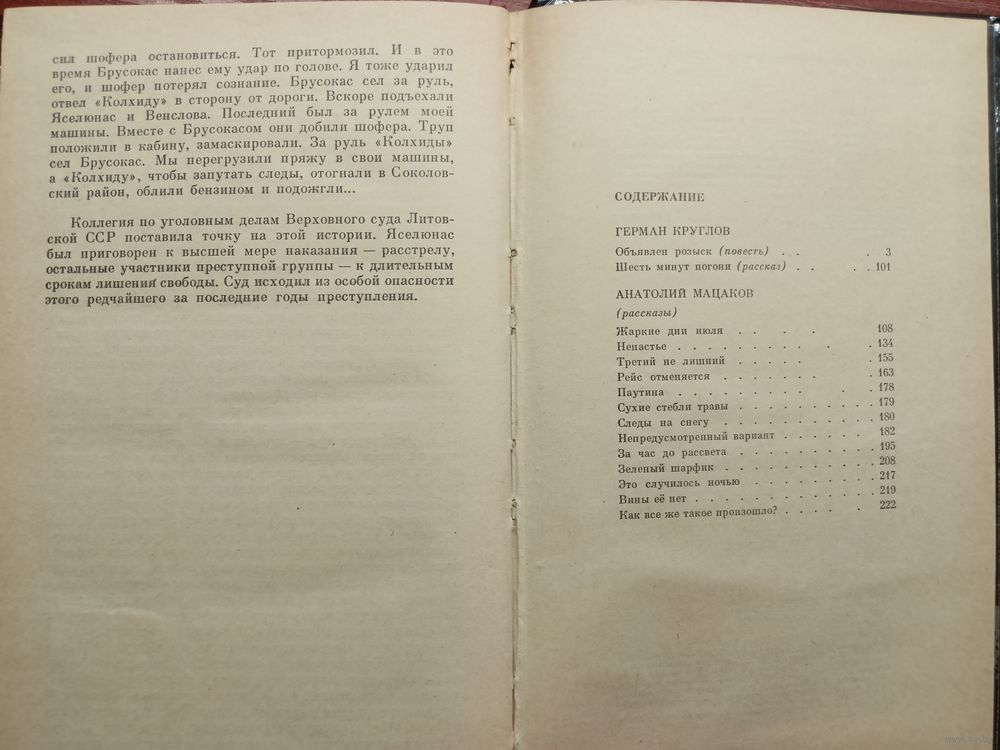 сил шофера остановиться. Тот притормозил. И в это
время Брусокас нанес ему удар по голове. Я тоже ударил
его, и шофер потерял сознание. Брусокас сел за руль,
отвел «Колхиду» в сторону от дороги. Вскоре подъехали
Яселюнас и Венслова. Последний был за рулем моей
машины. Вместе с Брусокасом они добили шофера. Труп
положили в кабину, замаскировали. За руль «Колхиды»
сел Брусокас. Мы перегрузили пряжу в свои машины,
а «Колхиду», чтобы запутать следы, отогнали в Соколов-
ский район, облили бензином и подожгли...
Коллегия по уголовным делам Верховного суда Литов-
ской ССР поставила точку на этой истории. Яселюнас
был приговорен к высшей мере наказания — расстрелу,
остальные участники преступной группы — к длительным
срокам лишения свободы. Суд исходил из особой опасности
этого редчайшего за последние годы преступления.
СОДЕРЖАНИЕ
ГЕРМАН КРУГЛОВ
Объявлен розыск (повесть) . . . 3
Шесть минут погони (рассказ) . . . . 101
АНАТОЛИЙ МАЦАКОВ
(рассказы)
Жаркие дни июля . . . . 108
Ненастье . . . . . . . . . . . 134
Третий не лишний . . . . . . 155
Рейс отменяется . . . . . . . . 163
Паутина . . . . . . . . . . 178
Сухие стебли травы . . . . . . . . . . 179
Следы на снегу . . . . . . . . . 180
Непредусмотренный вариант . . . . . . 182
За час до рассвета . . . . . . . . . . 195
Зеленый шарфик . . . . . . . . . . . 208
Это случилось ночью . . . . . . . . . 217
Вины её нет . . . . . . . . . . . . . 219
Как все же такое произошло? . . . . . 222